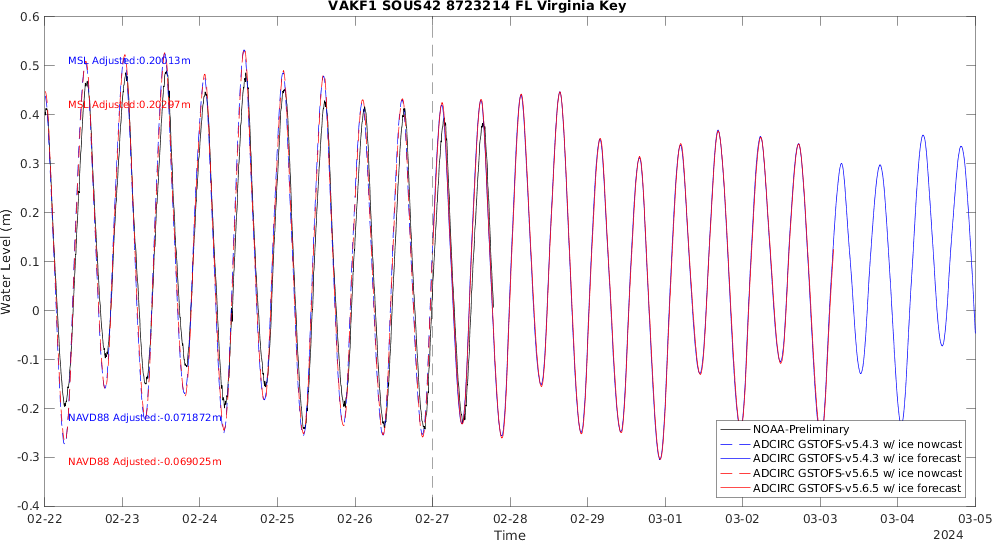 VAKF1 SOUS42 8723214 FL Virginia Key
0.6
0.5
0.4
0.3
0.2
0.1
0
-0.1
-0.2
-0.3
-0.4
Water Level (m)
MSL Adjusted:0.20013m
MSL Adjusted:0.20297m
NAVD88 Adjusted:-0.071872m
NAVD88 Adjusted:-0.069025m
NOAA-Preliminary
ADCIRC GSTOFS-v5.4.3 w/ ice nowcast
ADCIRC GSTOFS-v5.4.3 w/ ice forecast
ADCIRC GSTOFS-v5.6.5 w/ ice nowcast
ADCIRC GSTOFS-v5.6.5 w/ ice forecast
02-22 02-23 02-24 02-25 02-26 02-27 02-28 02-29 03-01 03-02 03-03 03-04 03-05
Time
2024